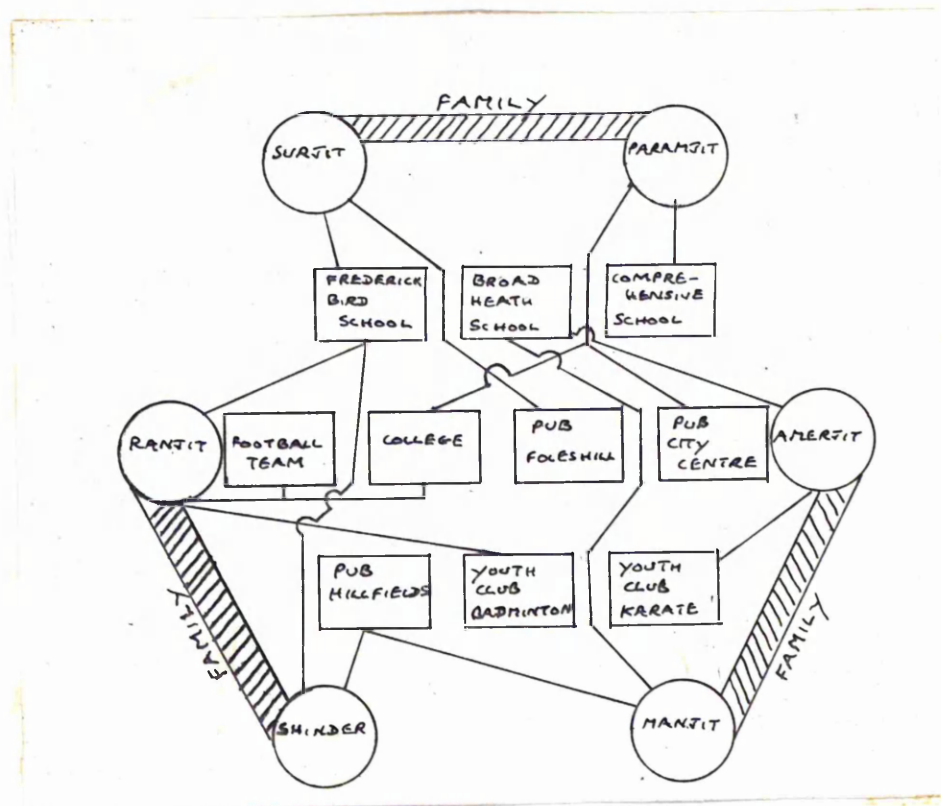 FAMILY
SURJIT
PARAMJIT
FREDERICK
BIRD
SCHOOL
BROAD
HEATH
SCHOOL
COMPRE-
HENSIVE
SCHOOL
RANJIT
FOOTBALL
TEAM
COLLEGE
PUB
FOLESHILL
PUB
CITY
CENTRE
AMERJIT
PUB
HILLFIELDS
YOUTH
CLUB
BADMINTON
YOUTH
CLUB
KARATE
FAMILY
FAMILY
SHINDER
MANJIT